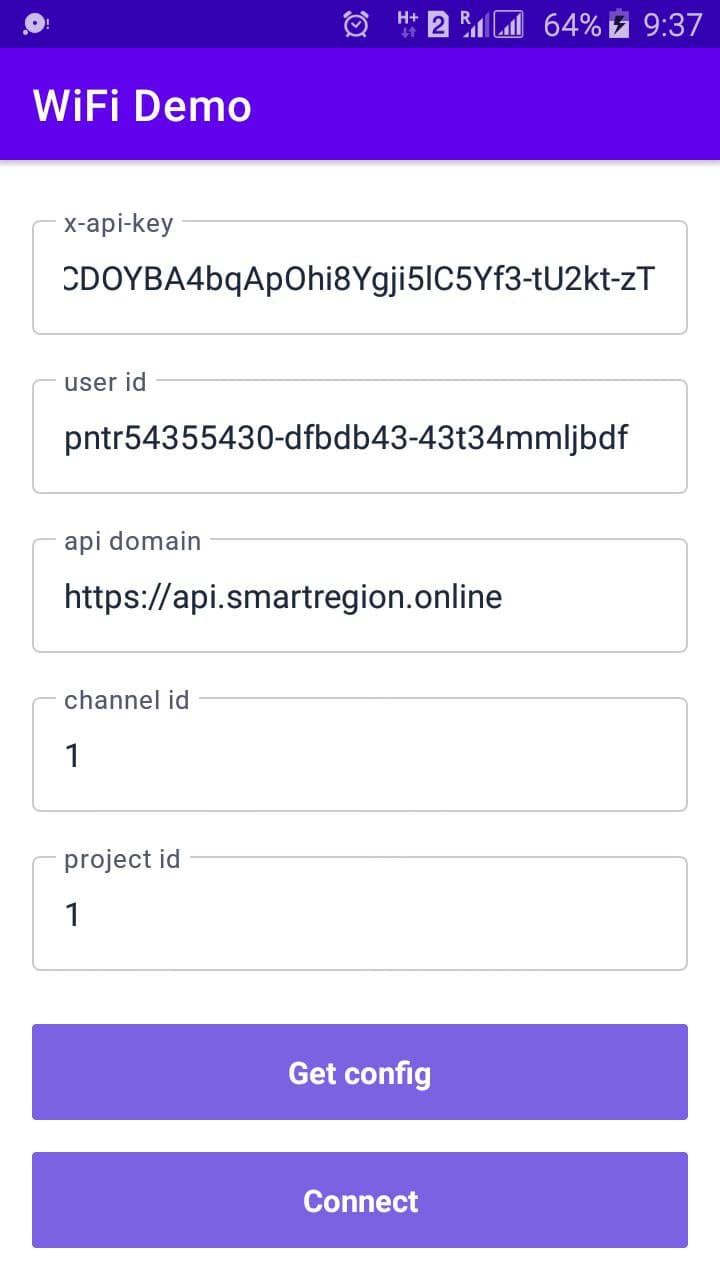 H+ 2 R 64% 9:37
WiFi Demo
x-api-key
CDOYBA4bqApOhi8Ygji5lC5Yf3-tU2kt-zT
user id
pntr54355430-dfbdb43-43t34mmljbdf
api domain
https://api.smartregion.online
channel id
1
project id
1
Get config
Connect